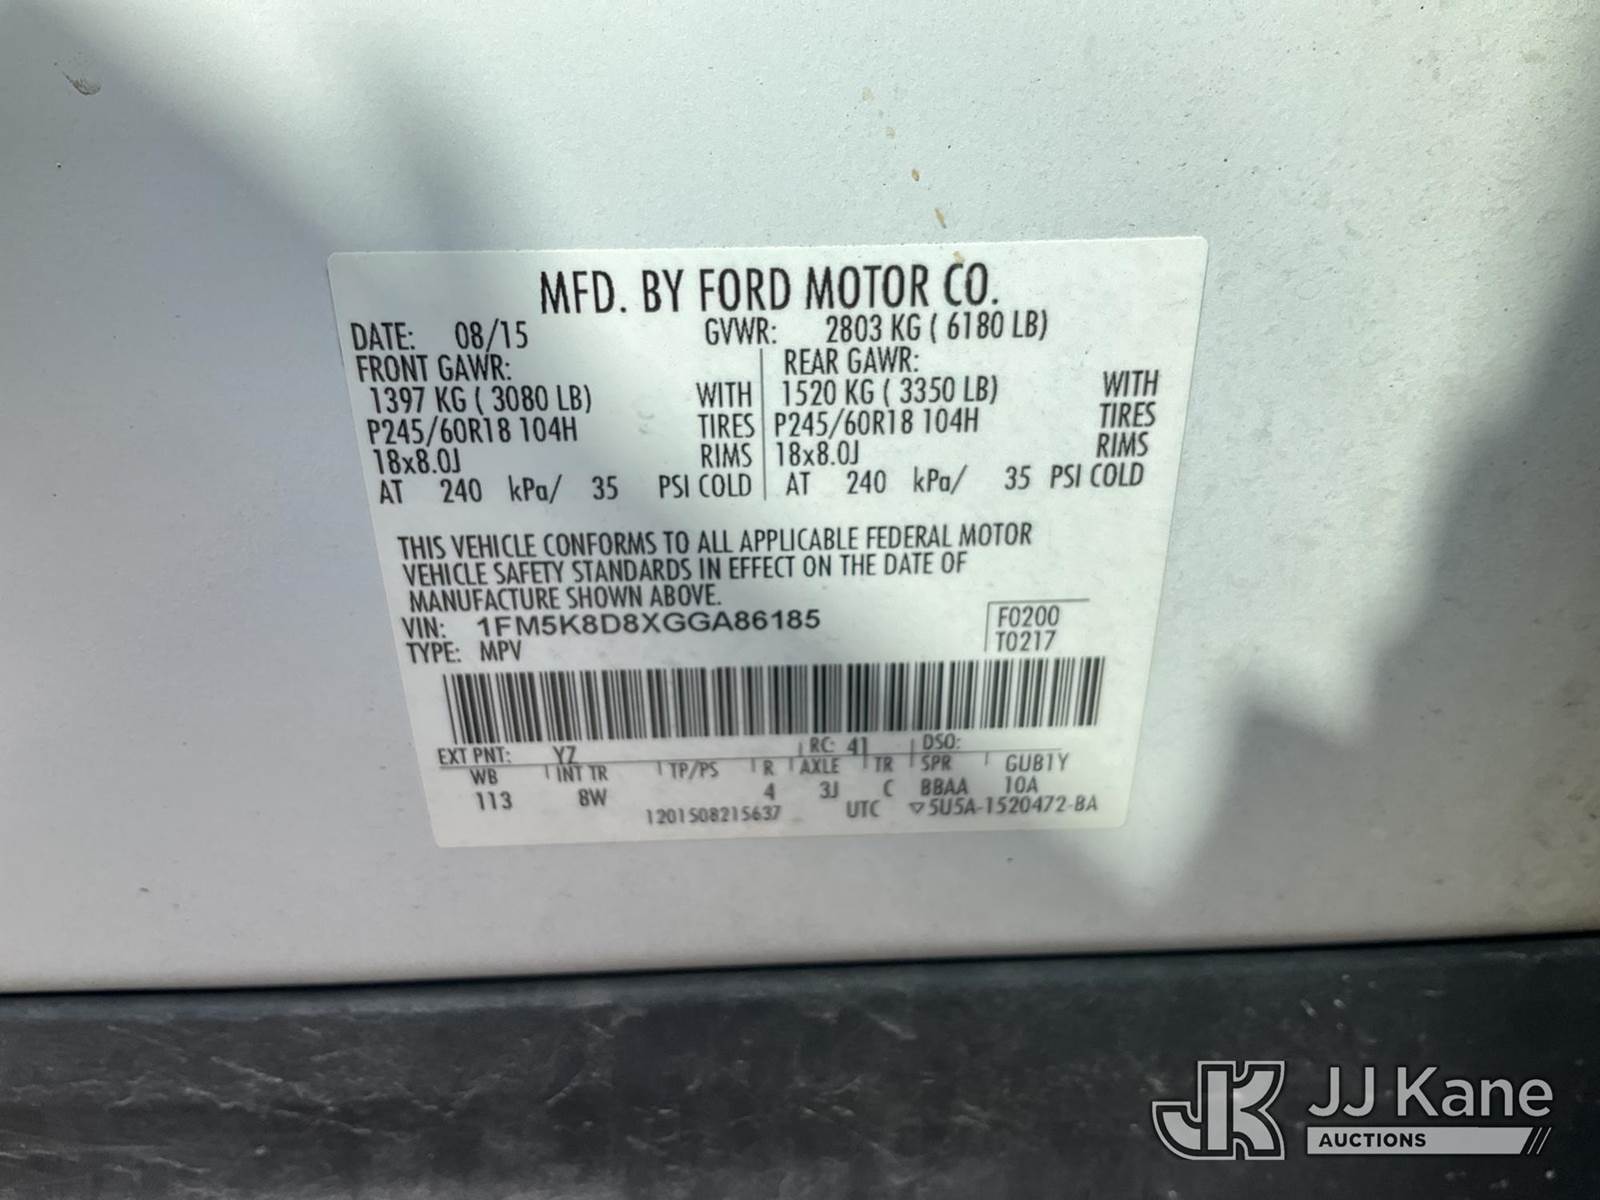 MFD. BY FORD MOTOR CO.
DATE: 08/15 GVWR: 2803 KG ( 6180 LB)
FRONT GAWR: REAR GAWR:
1397 KG ( 3080 LB) WITH 1520 KG ( 3350 LB) WITH
P245/60R18 104H TIRES P245/60R18 104H TIRES
18x8.0J RIMS 18x8.0J RIMS
AT 240 kPa/ 35 PSI COLD AT 240 kPa/ 35 PSI COLD
THIS VEHICLE CONFORMS TO ALL APPLICABLE FEDERAL MOTOR
VEHICLE SAFETY STANDARDS IN EFFECT ON THE DATE OF
MANUFACTURE SHOWN ABOVE.
VIN: 1FM5K8D8XGGA86185 F0200
TYPE: MPV T0217
EXT PNT: YZ RC: 41 DSO:
WB INT TR TP/PS R AXLE TR SPR GUB1Y
113 8W 4 3J C BBAA 10A
1201508215637 UTC ▽5U5A-1520472-BA
JK JJ Kane
AUCTIONS